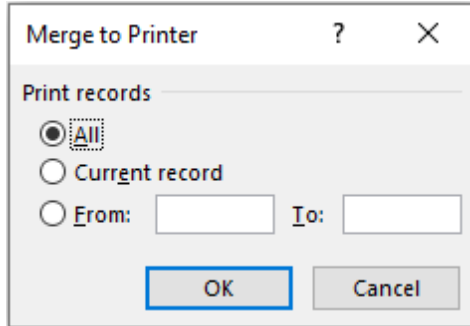 Merge to Printer ?
Print records
All
Current record
From: To:
OK Cancel